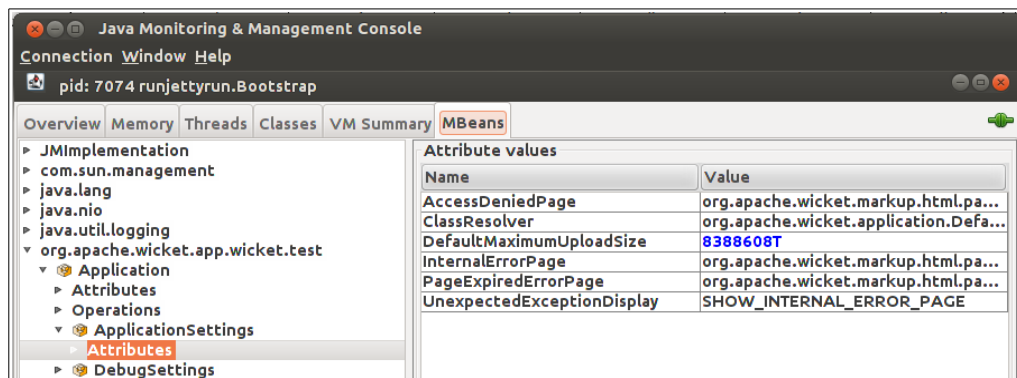 Java Monitoring & Management Console
Connection Window Help
pid: 7074 runjettyrun.Bootstrap
Overview Memory Threads Classes VM Summary MBeans
JMImplementation
com.sun.management
java.lang
java.nio
java.util.logging
org.apache.wicket.app.wicket.test
Application
Attributes
Operations
ApplicationSettings
Attributes
DebugSettings
Attribute values
Name Value
AccessDeniedPage org.apache.wicket.markup.html.pa...
ClassResolver org.apache.wicket.application.Defa...
DefaultMaximumUploadSize 8388608T
InternalErrorPage org.apache.wicket.markup.html.pa...
PageExpiredErrorPage org.apache.wicket.markup.html.pa...
UnexpectedExceptionDisplay SHOW_INTERNAL_ERROR_PAGE